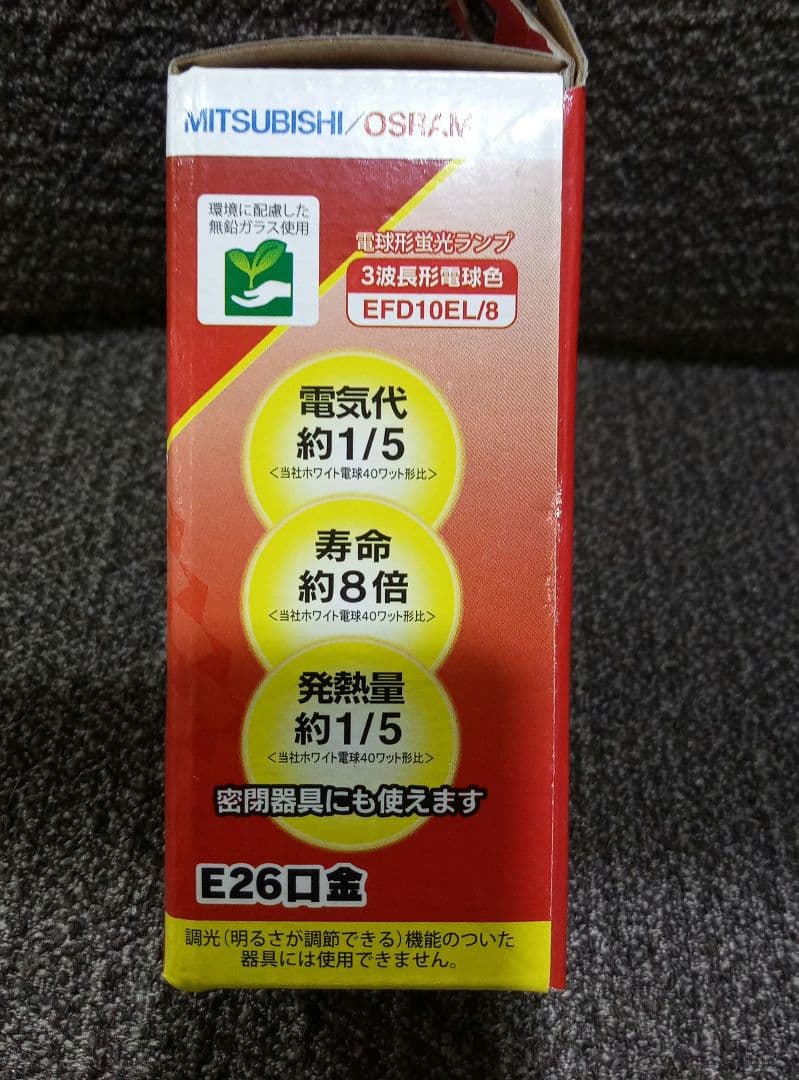 MITSUBISHI/OSRAM
環境に配慮した
無鉛ガラス使用
電球形蛍光ランプ
3波長形電球色
EFD10EL/8
電気代
約1/5
<当社ホワイト電球40ワット形比>
寿命
約8倍
<当社ホワイト電球40ワット形比>
発熱量
約1/5
<当社ホワイト電球40ワット形比>
密閉器具にも使えます
E26口金
調光(明るさが調節できる)機能のついた
器具には使用できません。